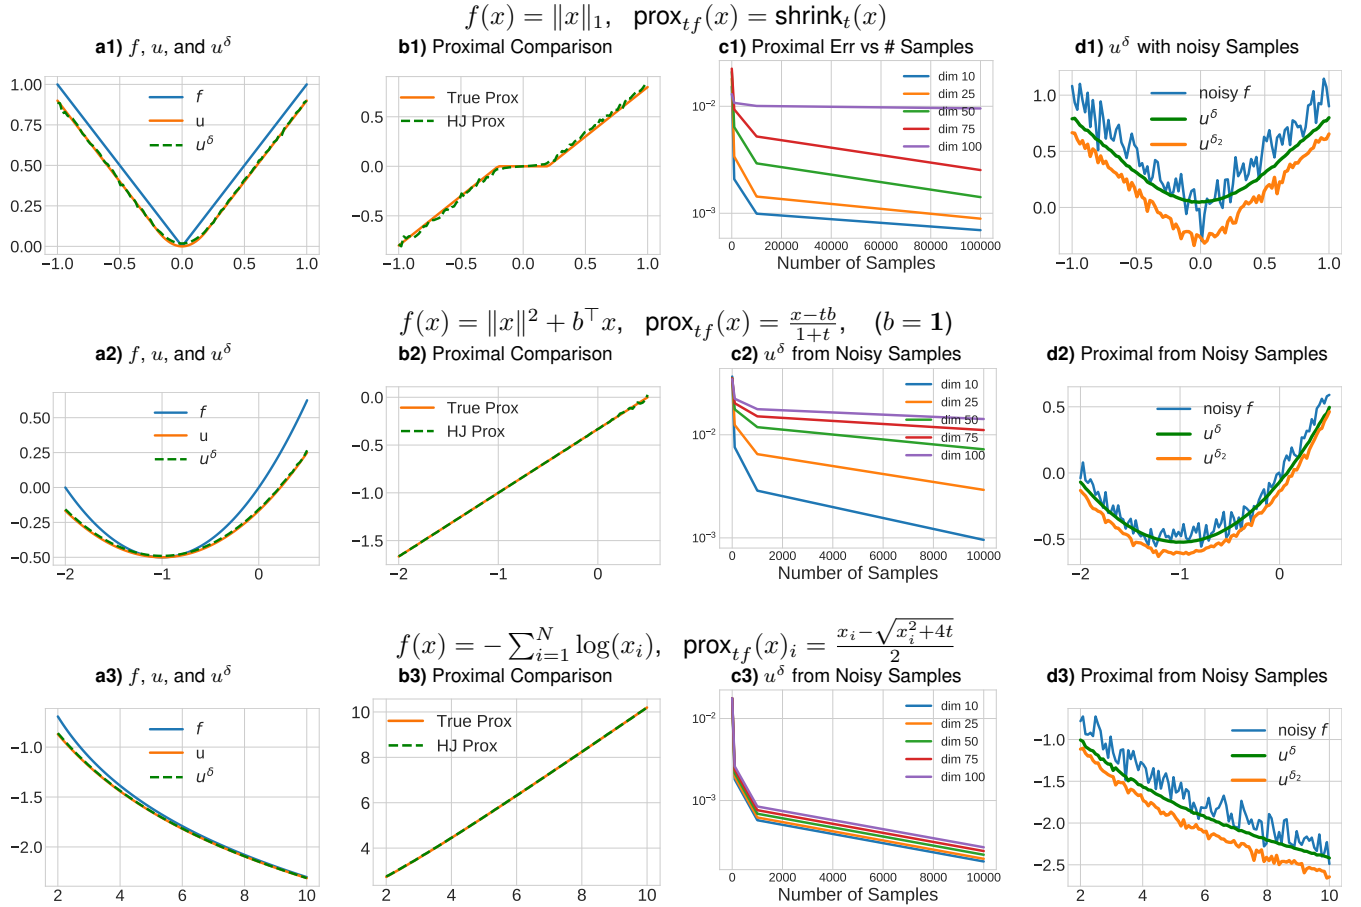 f(x) = ∥x∥₁, prox_{tf}(x) = shrink_t(x)
a1) f, u, and u^δ
b1) Proximal Comparison
c1) Proximal Err vs # Samples
d1) u^δ with noisy Samples
1.00
0.75
0.50
0.25
0.00
−1.0 −0.5 0.0 0.5 1.0
f
u
u^δ
0.5
0.0
−0.5
−1.0 −0.5 0.0 0.5 1.0
True Prox
HJ Prox
10⁻²
10⁻³
0 20000 40000 60000 80000 100000
Number of Samples
dim 10
dim 25
dim 50
dim 75
dim 100
1.0
0.5
0.0
−1.0 −0.5 0.0 0.5 1.0
noisy f
u^δ
u^{δ₂}
f(x) = ∥x∥² + b^⊤x, prox_{tf}(x) = \frac{x−tb}{1+t}, (b = 1)
a2) f, u, and u^δ
b2) Proximal Comparison
c2) u^δ from Noisy Samples
d2) Proximal from Noisy Samples
0.50
0.25
0.00
−0.25
−0.50
−2 −1 0
f
u
u^δ
0.0
−0.5
−1.0
−1.5
−2 −1 0
True Prox
HJ Prox
10⁻²
10⁻³
0 2000 4000 6000 8000 10000
Number of Samples
dim 10
dim 25
dim 50
dim 75
dim 100
0.5
0.0
−0.5
−2 −1 0
noisy f
u^δ
u^{δ₂}
f(x) = −∑_{i=1}^{N} log(x_i), prox_{tf}(x)_i = \frac{x_i−\sqrt{x_i^2+4t}}{2}
a3) f, u, and u^δ
b3) Proximal Comparison
c3) u^δ from Noisy Samples
d3) Proximal from Noisy Samples
−1.0
−1.5
−2.0
2 4 6 8 10
f
u
u^δ
10
8
6
4
2 4 6 8 10
True Prox
HJ Prox
10⁻²
10⁻³
0 2000 4000 6000 8000 10000
Number of Samples
dim 10
dim 25
dim 50
dim 75
dim 100
−1.0
−1.5
−2.0
−2.5
2 4 6 8 10
noisy f
u^δ
u^{δ₂}